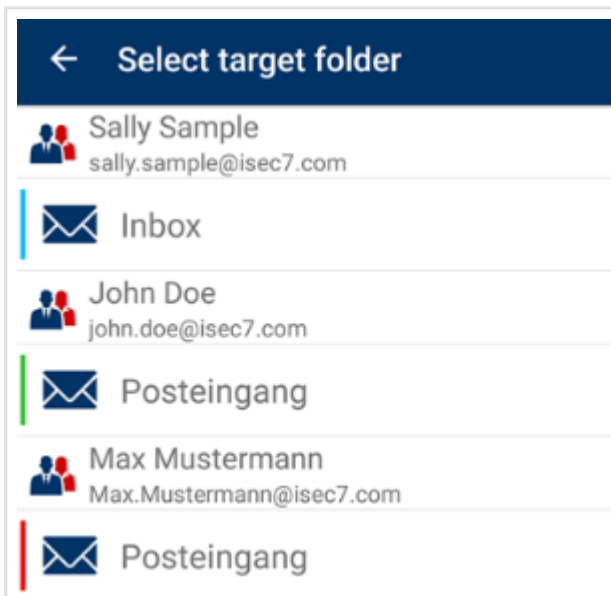 Select target folder
Sally Sample
sally.sample@isec7.com
Inbox
John Doe
john.doe@isec7.com
Posteingang
Max Mustermann
Max.Mustermann@isec7.com
Posteingang